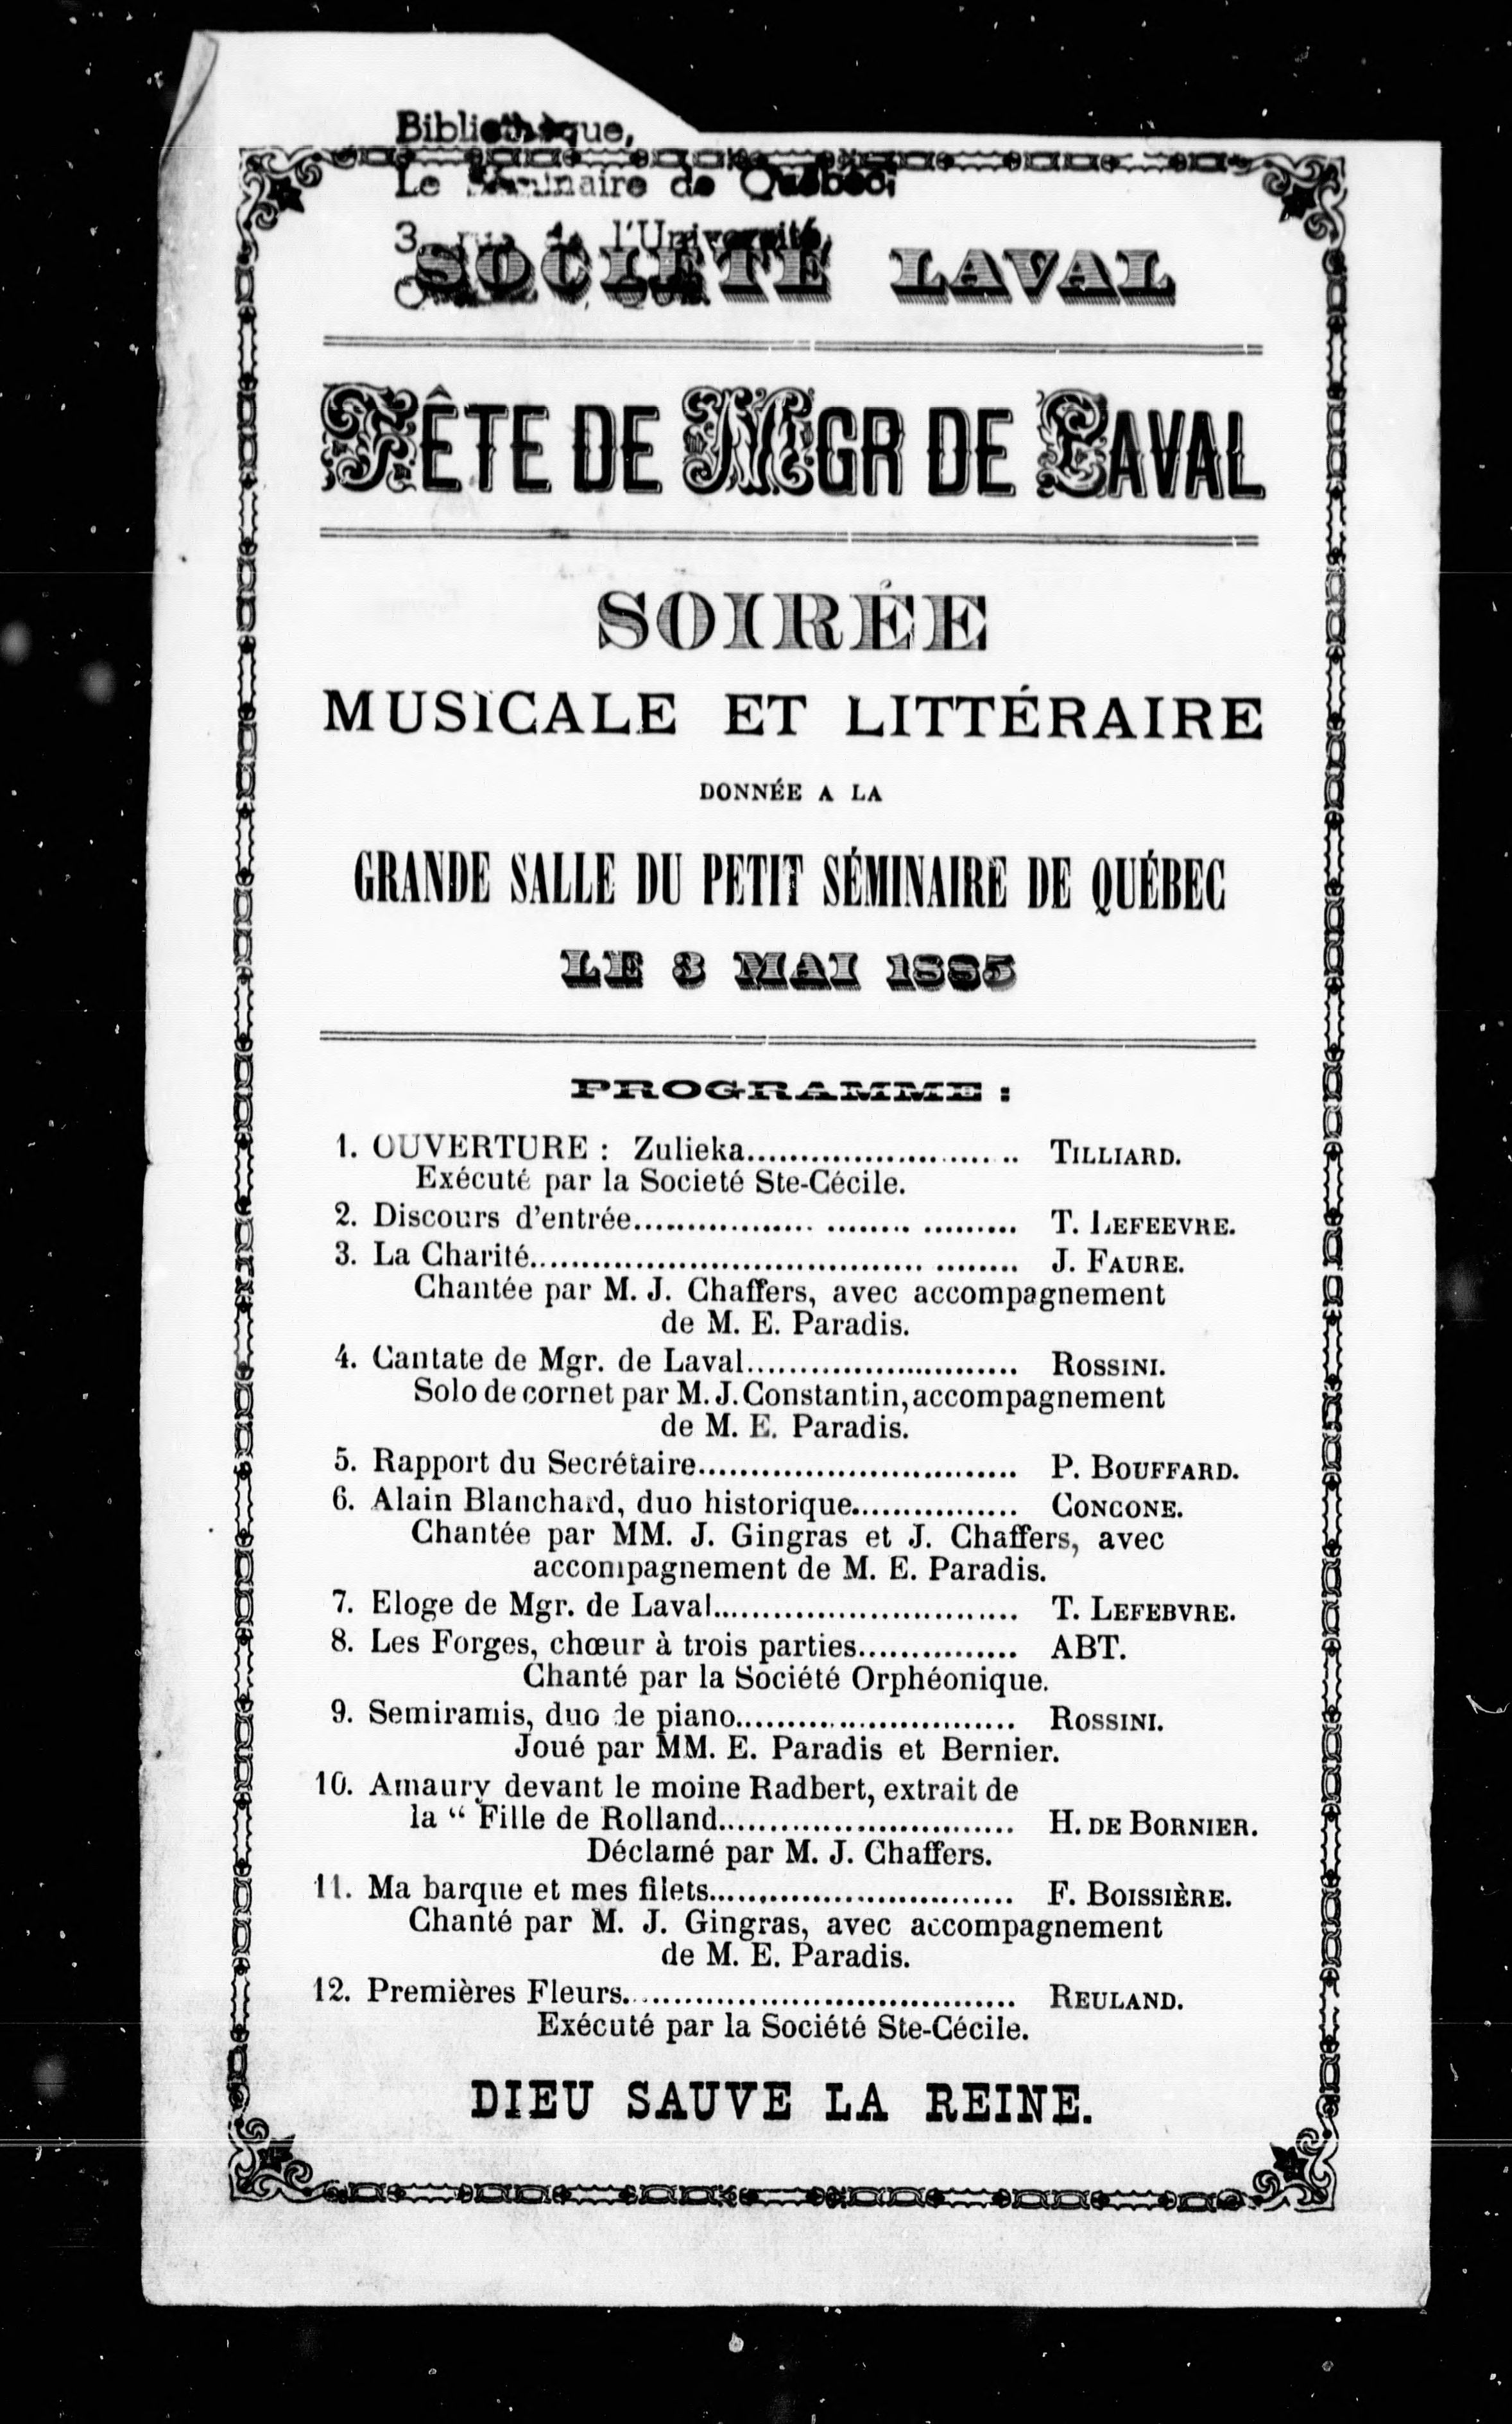 Bibliothèque,
Le Séminaire de Québec,
3, rue de l'Université,
SOCIETE LAVAL
FÊTE DE MGR DE LAVAL
SOIRÉE
MUSICALE ET LITTÉRAIRE
DONNÉE A LA
GRANDE SALLE DU PETIT SÉMINAIRE DE QUÉBEC
LE 3 MAI 1885
PROGRAMME :
1. OUVERTURE : Zulieka.......................... TILLIARD.
Exécuté par la Societé Ste-Cécile.
2. Discours d'entrée................. ........ ......... T. LEFEEVRE.
3. La Charité..................................... ........ J. FAURE.
Chantée par M. J. Chaffers, avec accompagnement
de M. E. Paradis.
4. Cantate de Mgr. de Laval.......................... ROSSINI.
Solo de cornet par M. J. Constantin, accompagnement
de M. E. Paradis.
5. Rapport du Secrétaire............................... P. BOUFFARD.
6. Alain Blanchard, duo historique................ CONCONE.
Chantée par MM. J. Gingras et J. Chaffers, avec
accompagnement de M. E. Paradis.
7. Eloge de Mgr. de Laval............................. T. LEFEBVRE.
8. Les Forges, chœur à trois parties............... ABT.
Chanté par la Société Orphéonique.
9. Semiramis, duo de piano........................... ROSSINI.
Joué par MM. E. Paradis et Bernier.
10. Amaury devant le moine Radbert, extrait de
la “ Fille de Rolland............................ H. DE BORNIER.
Déclamé par M. J. Chaffers.
11. Ma barque et mes filets............................. F. BOISSIÈRE.
Chanté par M. J. Gingras, avec accompagnement
de M. E. Paradis.
12. Premières Fleurs...................................... REULAND.
Exécuté par la Société Ste-Cécile.
DIEU SAUVE LA REINE.